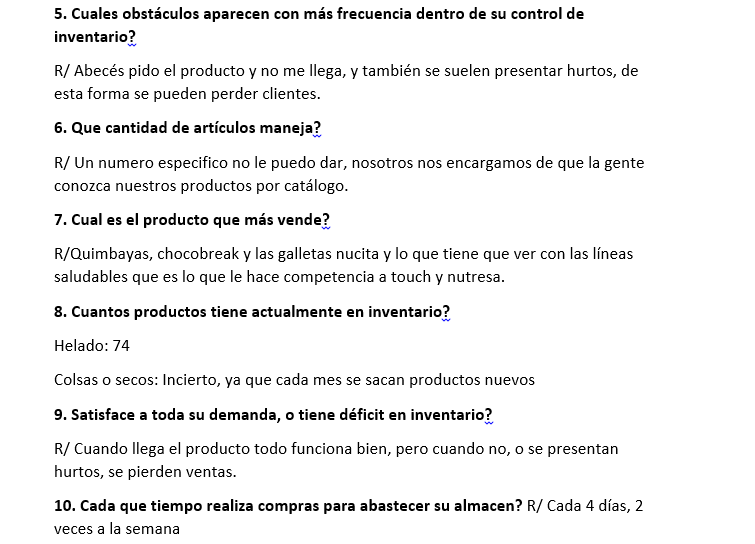 5. Cuales obstáculos aparecen con más frecuencia dentro de su control de
inventario?
R/ Abecés pido el producto y no me llega, y también se suelen presentar hurtos, de
esta forma se pueden perder clientes.
6. Que cantidad de artículos maneja?
R/ Un numero especifico no le puedo dar, nosotros nos encargamos de que la gente
conozca nuestros productos por catálogo.
7. Cual es el producto que más vende?
R/Quimbayas, chocobreak y las galletas nucita y lo que tiene que ver con las líneas
saludables que es lo que le hace competencia a touch y nutresa.
8. Cuantos productos tiene actualmente en inventario?
Helado: 74
Colsas o secos: Incierto, ya que cada mes se sacan productos nuevos
9. Satisface a toda su demanda, o tiene déficit en inventario?
R/ Cuando llega el producto todo funciona bien, pero cuando no, o se presentan
hurtos, se pierden ventas.
10. Cada que tiempo realiza compras para abastecer su almacen? R/ Cada 4 días, 2
veces a la semana